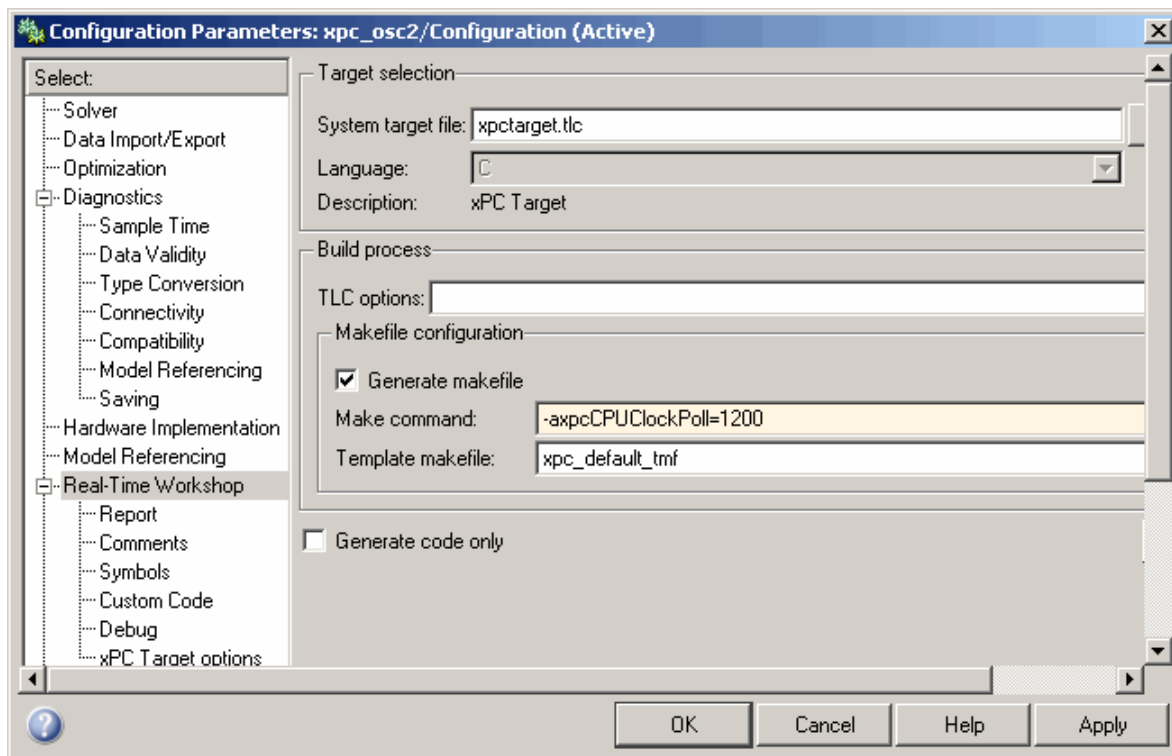 Configuration Parameters: xpc_osc2/Configuration (Active)
Select:
Solver
Data Import/Export
Optimization
Diagnostics
Sample Time
Data Validity
Type Conversion
Connectivity
Compatibility
Model Referencing
Saving
Hardware Implementation
Model Referencing
Real-Time Workshop
Report
Comments
Symbols
Custom Code
Debug
xPC Target options
Target selection
System target file: xpctarget.tlc
Language: C
Description: xPC Target
Build process
TLC options:
Makefile configuration
Generate makefile
Make command: -axpcCPUClockPoll=1200
Template makefile: xpc_default_tmf
Generate code only
OK Cancel Help Apply